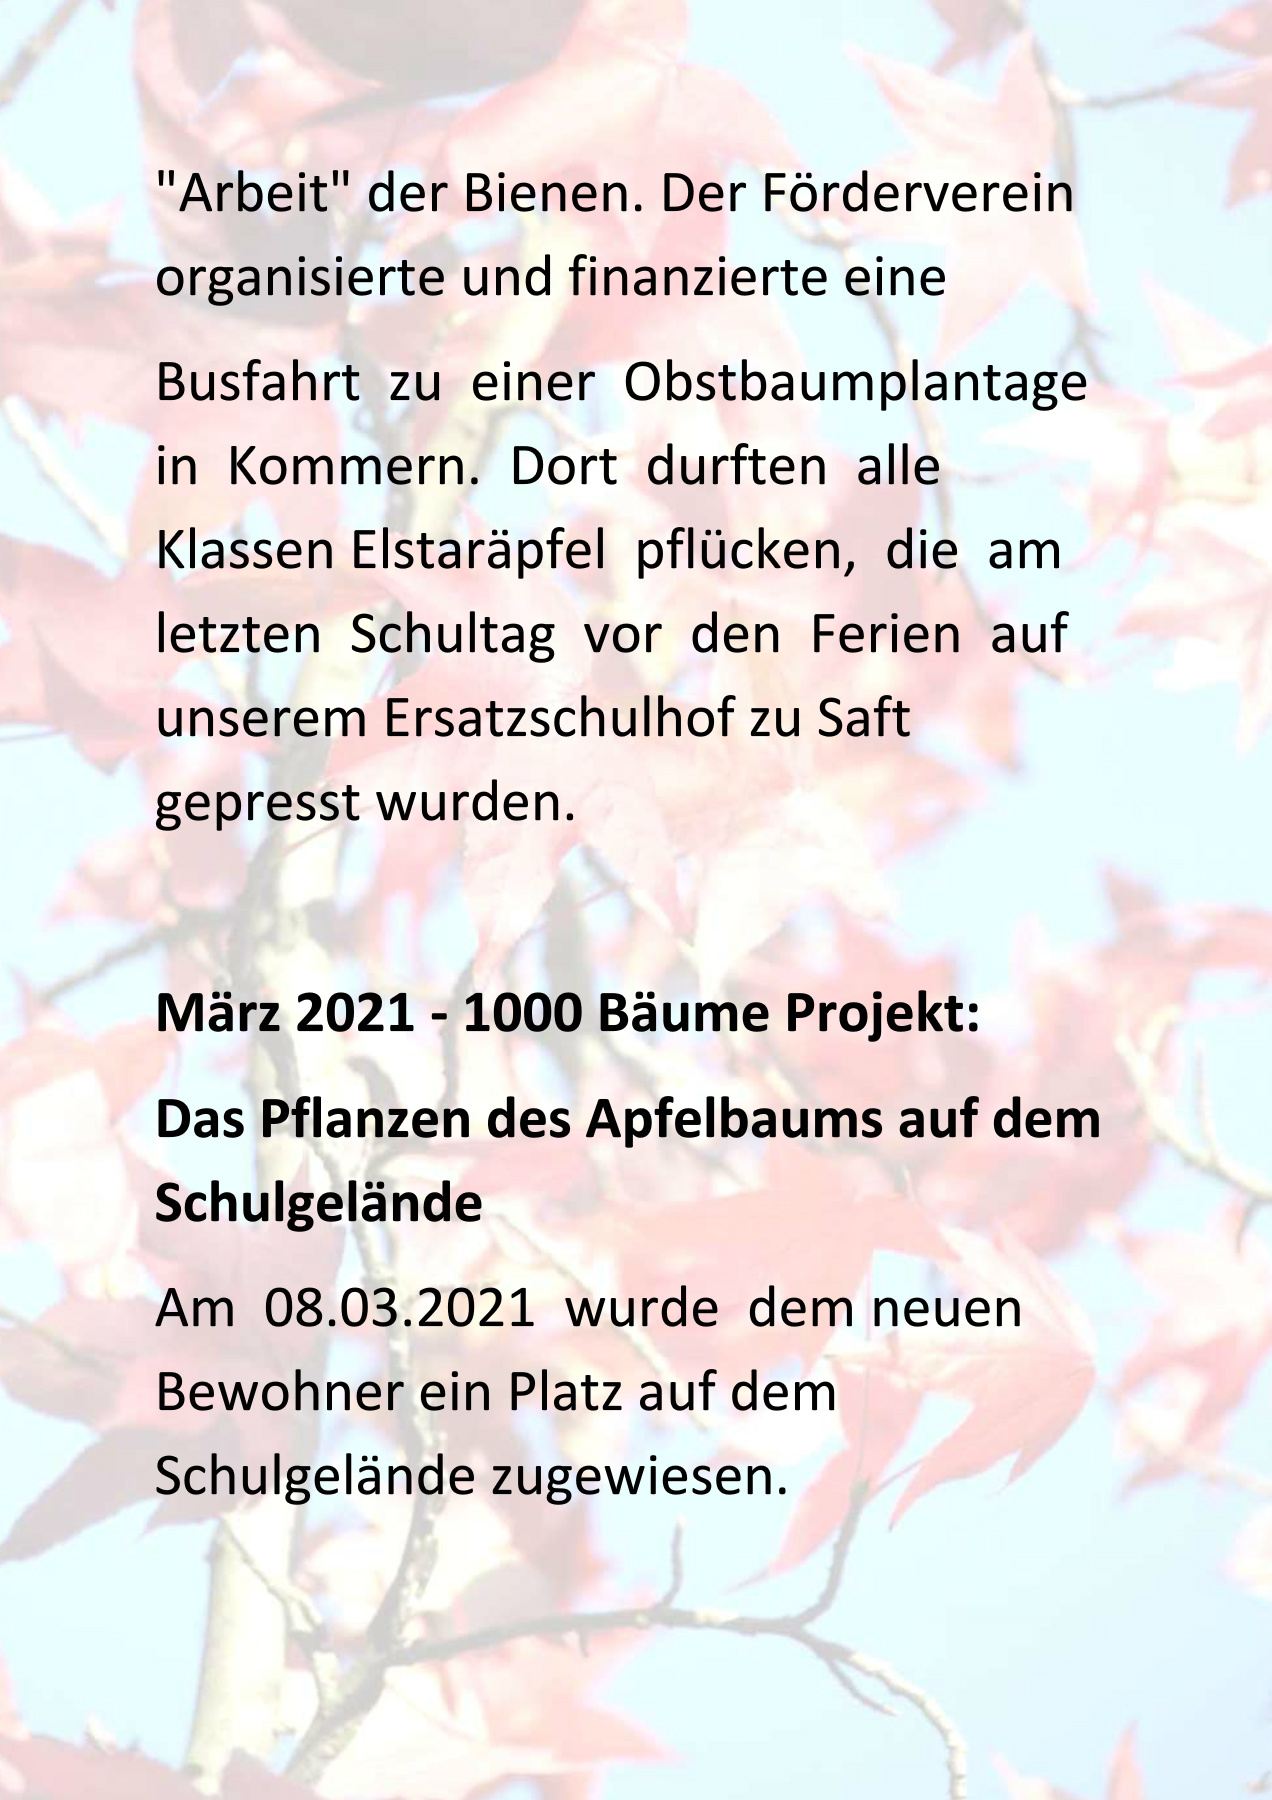 "Arbeit" der Bienen. Der Förderverein
organisierte und finanzierte eine
Busfahrt zu einer Obstbaumplantage
in Kommern. Dort durften alle
Klassen Elstaräpfel pflücken, die am
letzten Schultag vor den Ferien auf
unserem Ersatzschulhof zu Saft
gepresst wurden.
März 2021 - 1000 Bäume Projekt:
Das Pflanzen des Apfelbaums auf dem
Schulgelände
Am 08.03.2021 wurde dem neuen
Bewohner ein Platz auf dem
Schulgelände zugewiesen.